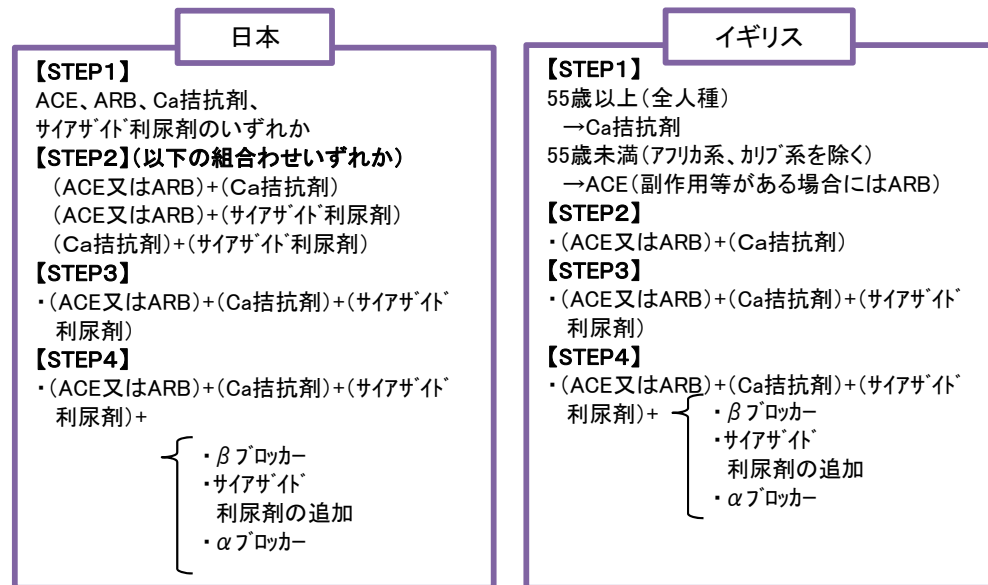 日本
【STEP1】
ACE、ARB、Ca拮抗剤、
ｻｲｱｻﾞｲﾄﾞ利尿剤のいずれか
【STEP2】(以下の組合わせいずれか)
(ACE又はARB)+(Ｃａ拮抗剤)
(ACE又はARB)+(ｻｲｱｻﾞｲﾄﾞ利尿剤)
(Ｃａ拮抗剤)+(ｻｲｱｻﾞｲﾄﾞ利尿剤)
【STEP3】
・(ACE又はARB)+(Ca拮抗剤)+(ｻｲｱｻﾞｲﾄﾞ
利尿剤)
【STEP4】
・(ACE又はARB)+(Ca拮抗剤)+(ｻｲｱｻﾞｲﾄﾞ
利尿剤)+
・βﾌﾞﾛｯｶｰ
・ｻｲｱｻﾞｲﾄﾞ
利尿剤の追加
・αﾌﾞﾛｯｶｰ
イギリス
【STEP1】
55歳以上(全人種)
→Ca拮抗剤
55歳未満(ｱﾌﾘｶ系、ｶﾘﾌﾞ系を除く)
→ACE(副作用等がある場合にはARB)
【STEP2】
・(ACE又はARB)+(Ca拮抗剤)
【STEP3】
・(ACE又はARB)+(Ca拮抗剤)+(ｻｲｱｻﾞｲﾄﾞ
利尿剤)
【STEP4】
・(ACE又はARB)+(Ca拮抗剤)+(ｻｲｱｻﾞｲﾄﾞ
利尿剤)+
・βﾌﾞﾛｯｶｰ
・ｻｲｱｻﾞｲﾄﾞ
利尿剤の追加
・αﾌﾞﾛｯｶｰ